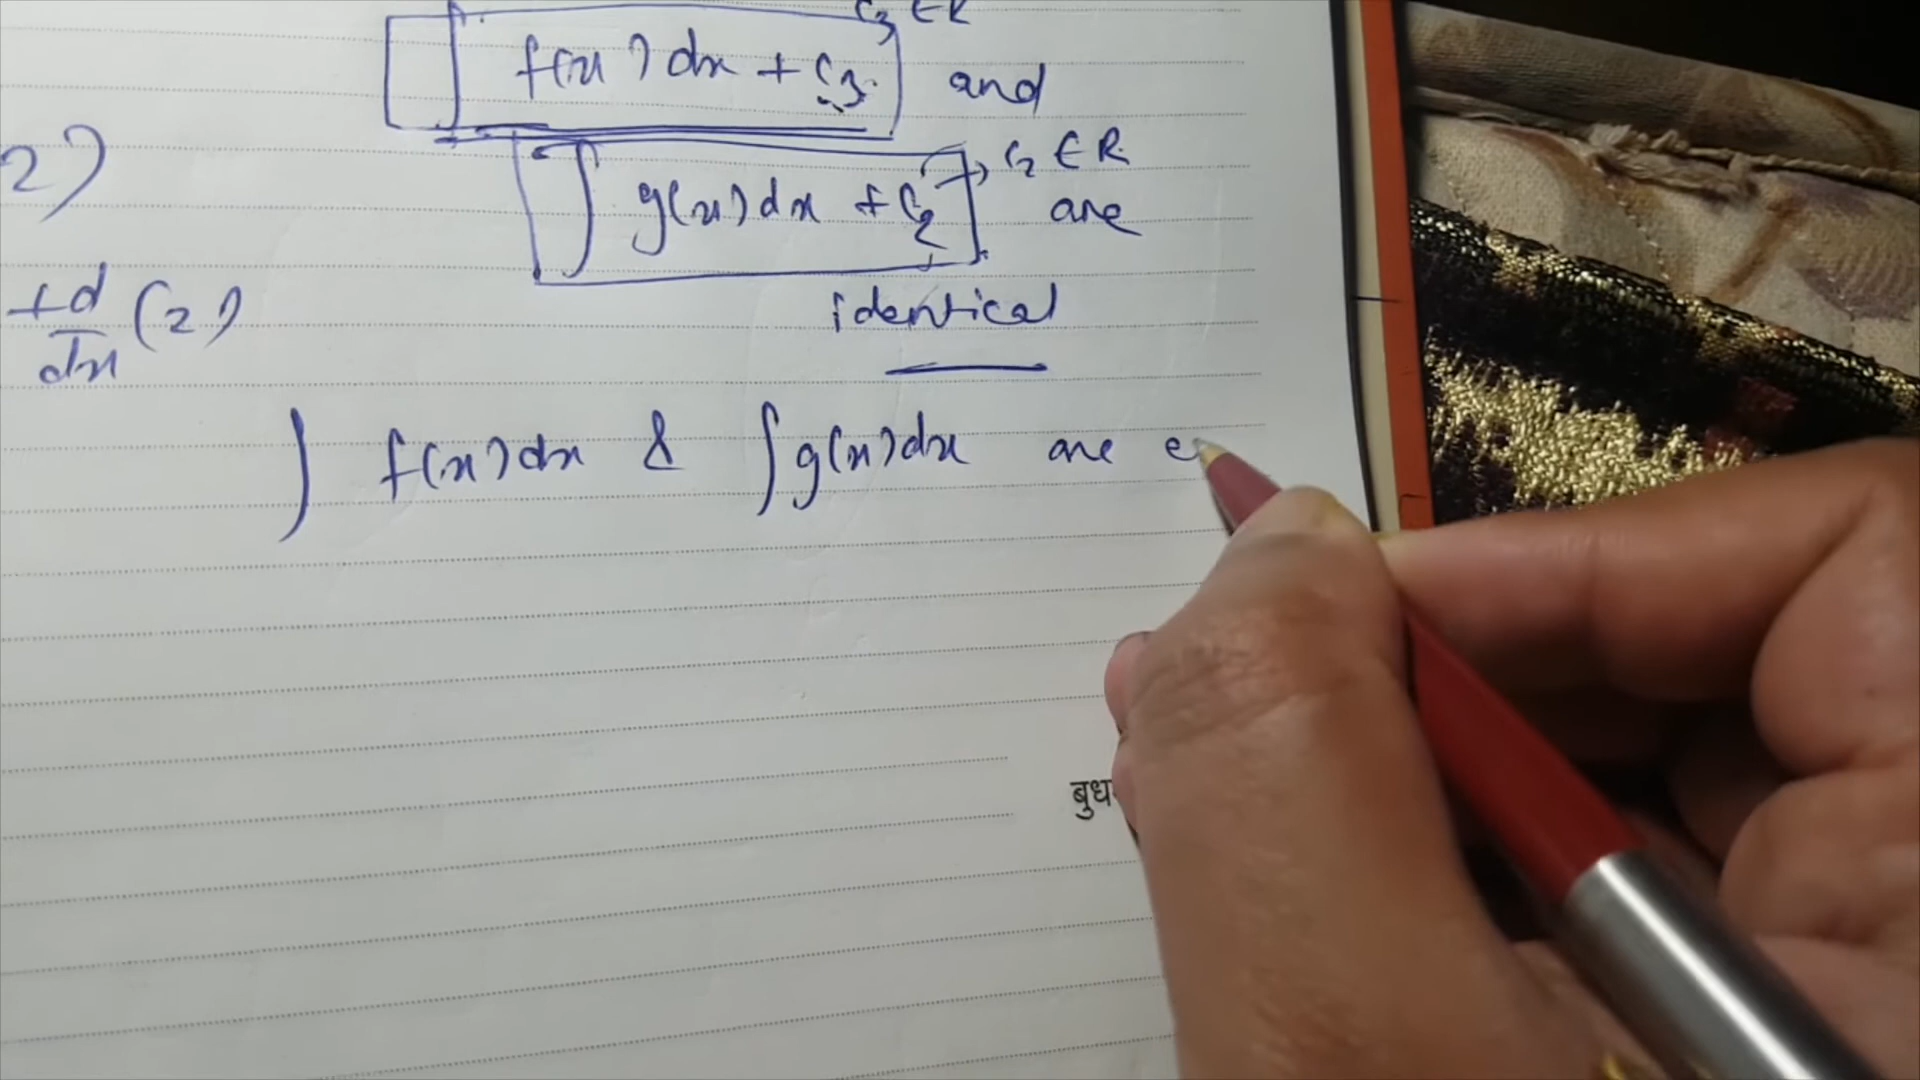 C₃ ∈ R
∫ f(x) dx + C₃ and
2)
∫ g(x) dx + C₂ → C₂ ∈ R are
+ d/dx (2)
identical
∫ f(x) dx & ∫ g(x) dx are
बुध